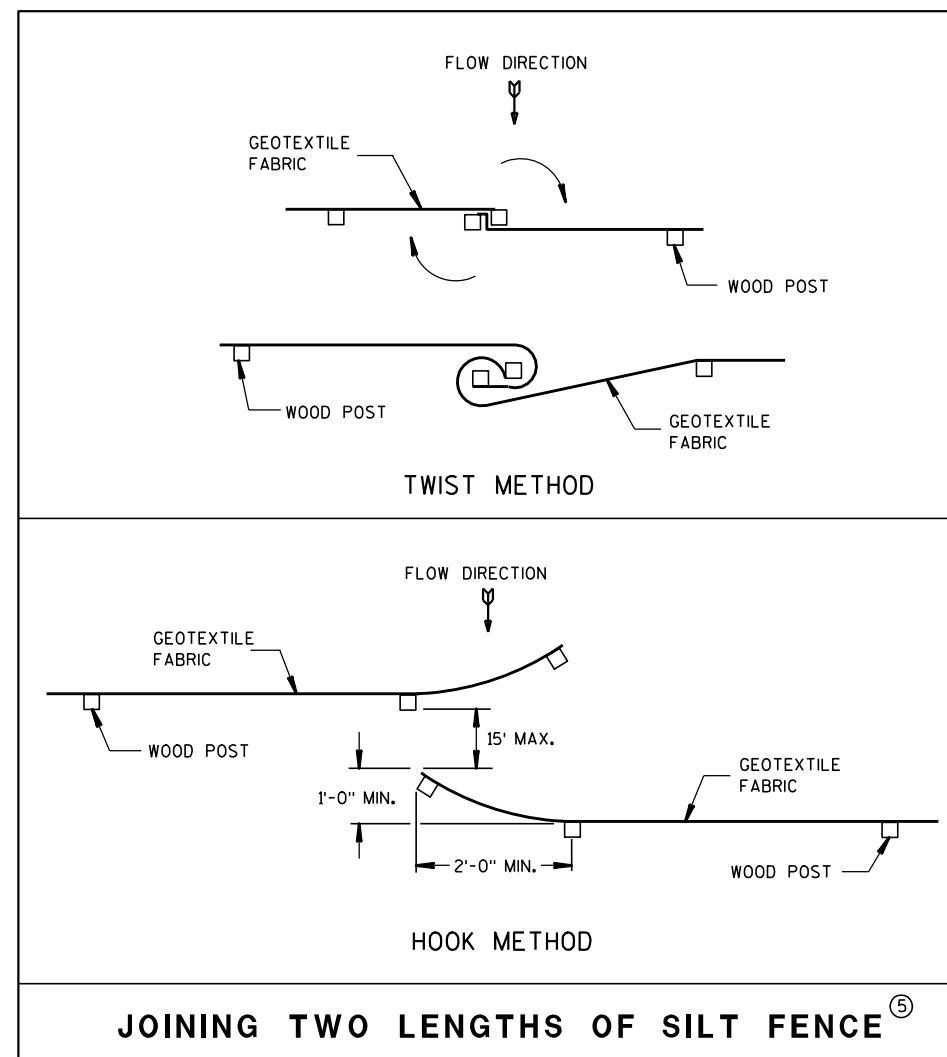 FLOW DIRECTION
GEOTEXTILE
FABRIC
WOOD POST
WOOD POST
GEOTEXTILE
FABRIC
TWIST METHOD
FLOW DIRECTION
GEOTEXTILE
FABRIC
WOOD POST
15' MAX.
1'-0" MIN.
GEOTEXTILE
FABRIC
2'-0" MIN.
WOOD POST
HOOK METHOD
JOINING TWO LENGTHS OF SILT FENCE ⑤